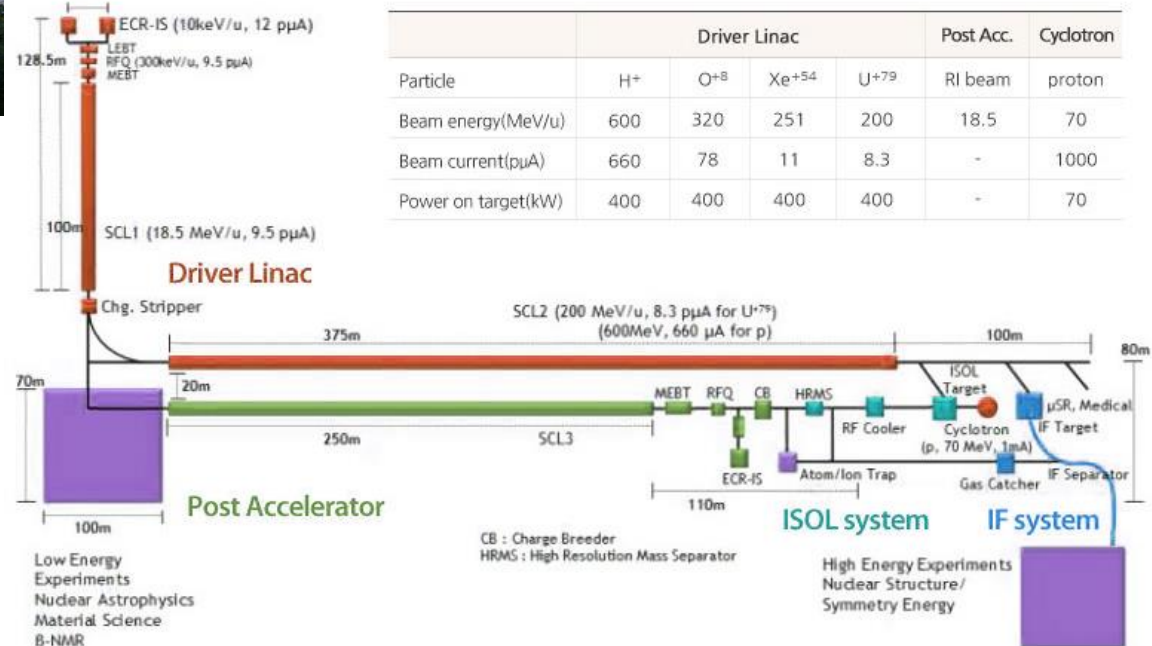 ECR-IS (10keV/u, 12 pμA)
LEBT
128.5m
RFQ (300keV/u, 9.5 pμA)
MEBT
100m
SCL1 (18.5 MeV/u, 9.5 pμA)
Driver Linac
Chg. Stripper
Driver Linac Post Acc. Cyclotron
Particle H+ O+8 Xe+54 U+79 RI beam proton
Beam energy(MeV/u) 600 320 251 200 18.5 70
Beam current(pμA) 660 78 11 8.3 - 1000
Power on target(kW) 400 400 400 400 - 70
SCL2 (200 MeV/u, 8.3 pμA for U+79)
(600MeV, 660 μA for p)
375m
100m
80m
70m
20m
ISOL
Target
MEBT RFQ CB HRMS
μSR, Medical
RF Cooler
Cyclotron
IF Target
(p, 70 MeV, 1mA)
250m
SCL3
ECR-IS
Atom/Ion Trap
Gas Catcher
IF Separator
110m
Post Accelerator
ISOL system
IF system
100m
CB : Charge Breeder
HRMS : High Resolution Mass Separator
Low Energy
Experiments
Nuclear Astrophysics
Material Science
β-NMR
High Energy Experiments
Nuclear Structure/
Symmetry Energy